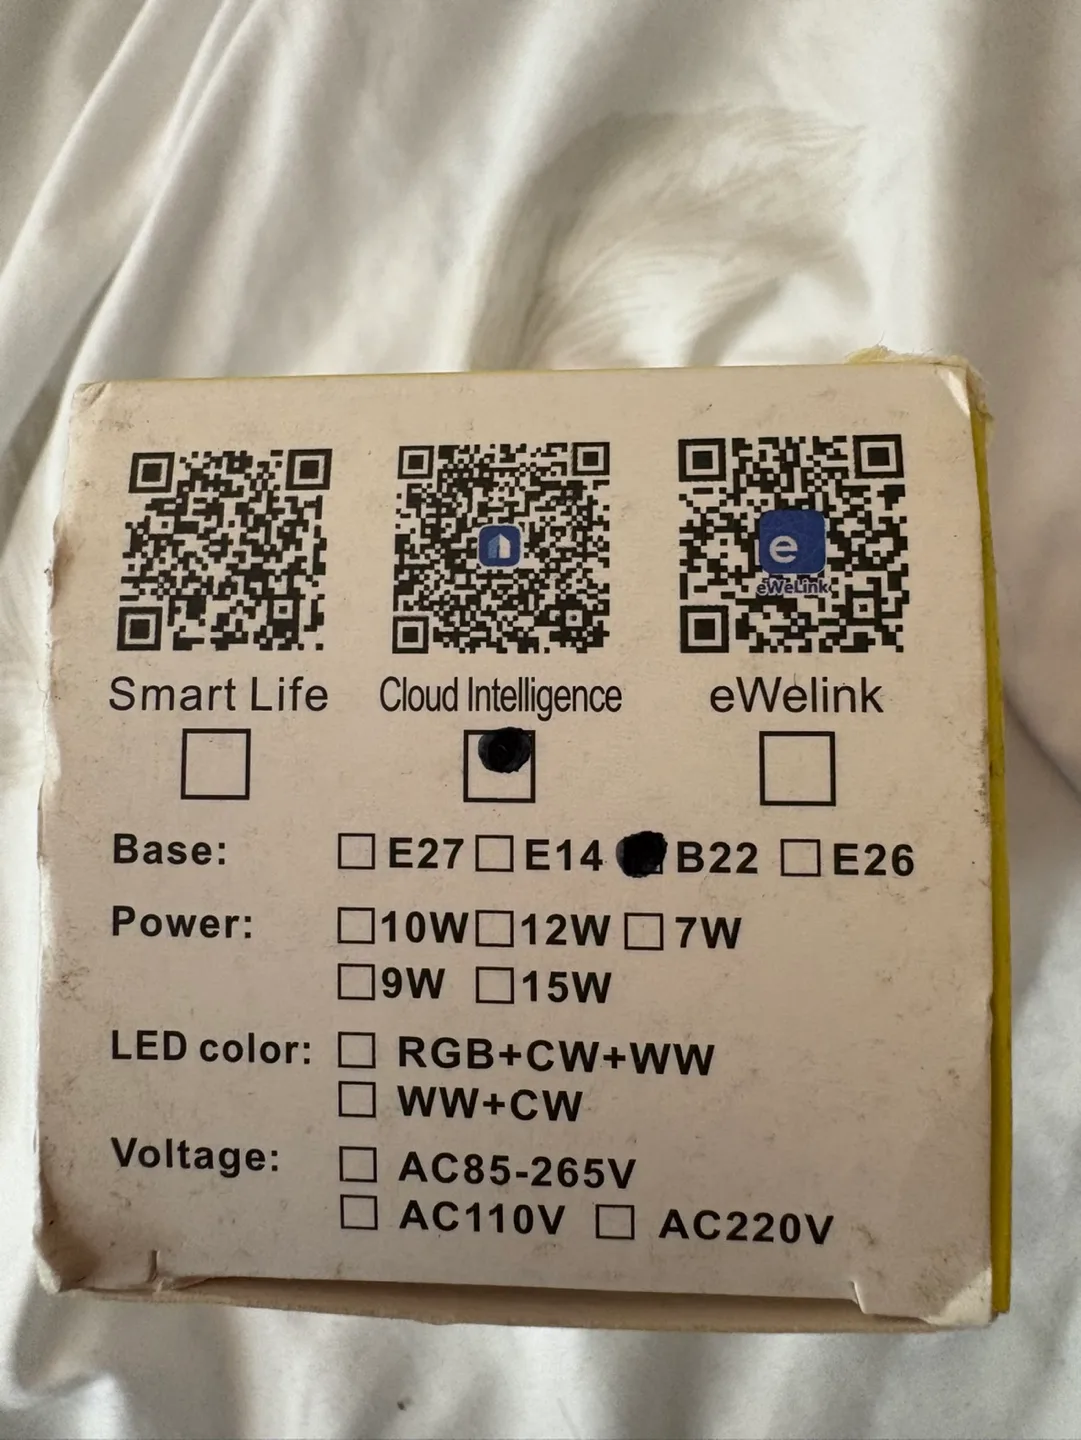 e
eWeLink
Smart Life Cloud Intelligence eWelink
Base: E27 E14 B22 E26
Power: 10W 12W 7W
9W 15W
LED color: RGB+CW+WW
WW+CW
Voltage: AC85-265V
AC110V AC220V